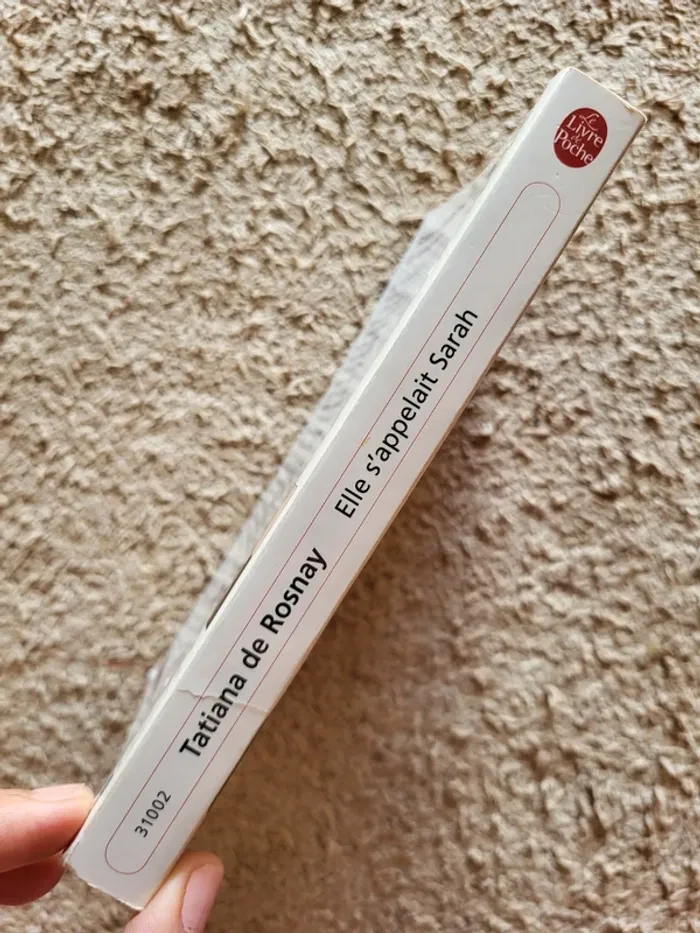 Le
Livre
de
Poche
Elle s'appelait Sarah
Tatiana de Rosnay
31002